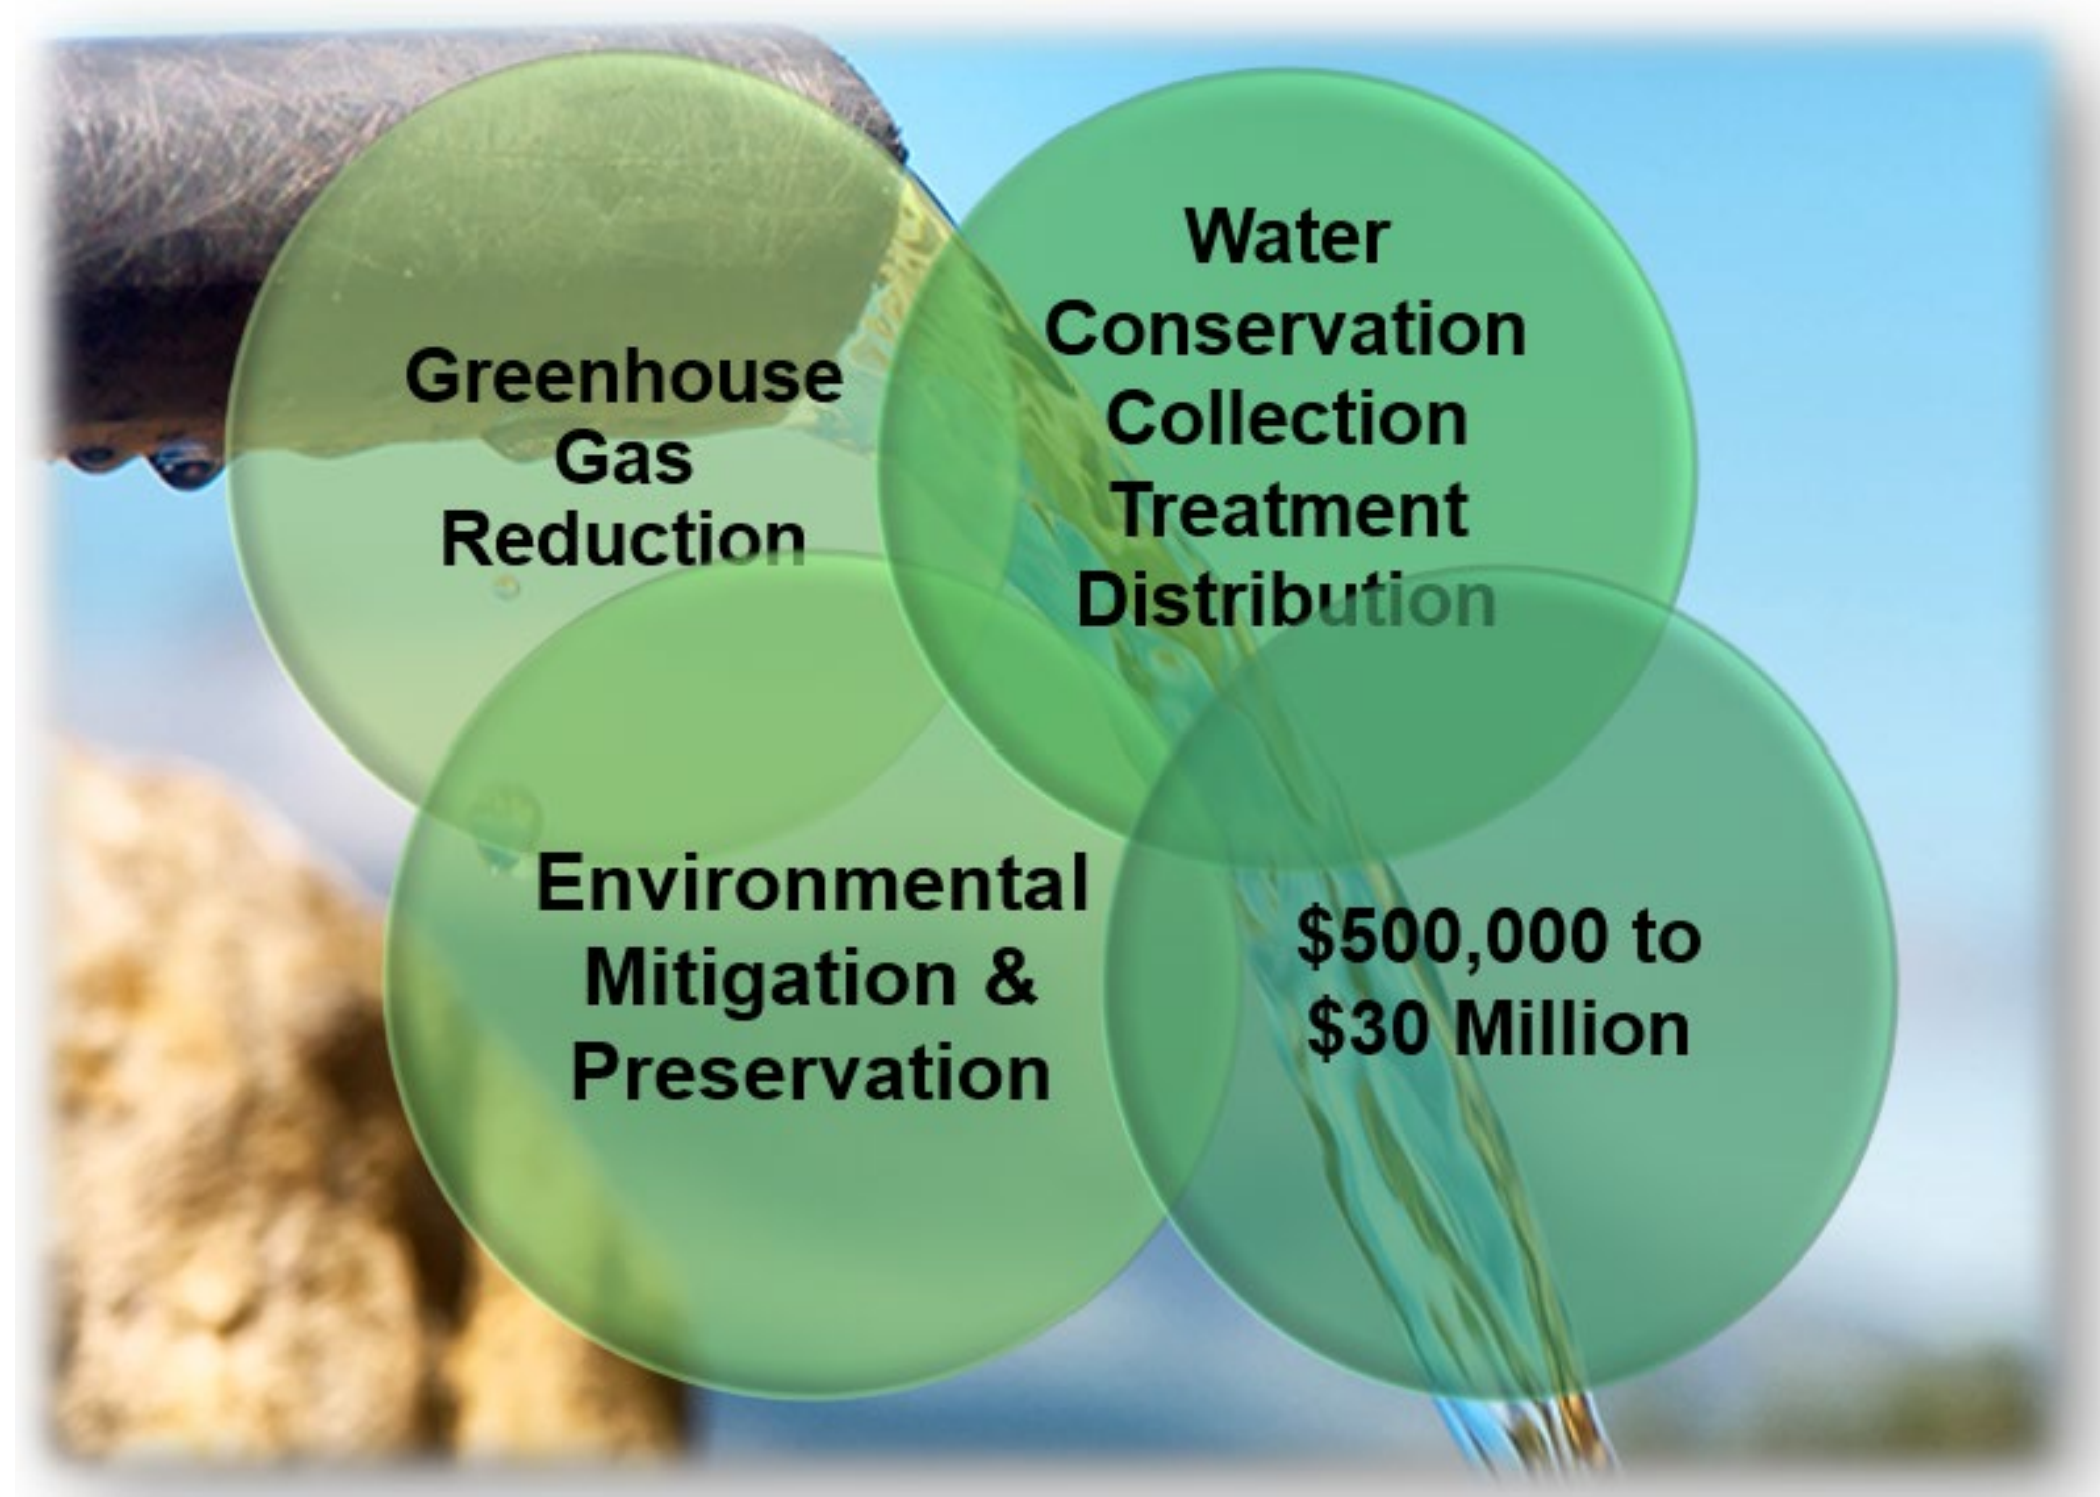 Greenhouse
Gas
Reduction
Water
Conservation
Collection
Treatment
Distribution
Environmental
Mitigation &
Preservation
$500,000 to
$30 Million